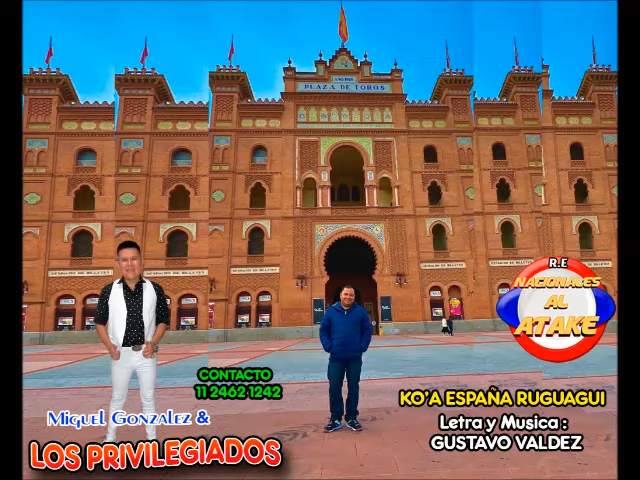 PLAZA DE TOROS
R.E
NACIONALES
AL
ATAKE
CONTACTO
11 2462 1242
KO'A ESPAÑA RUGUAGUI
Miguel Gonzalez &
Letra y Musica :
LOS PRIVILEGIADOS
GUSTAVO VALDEZ